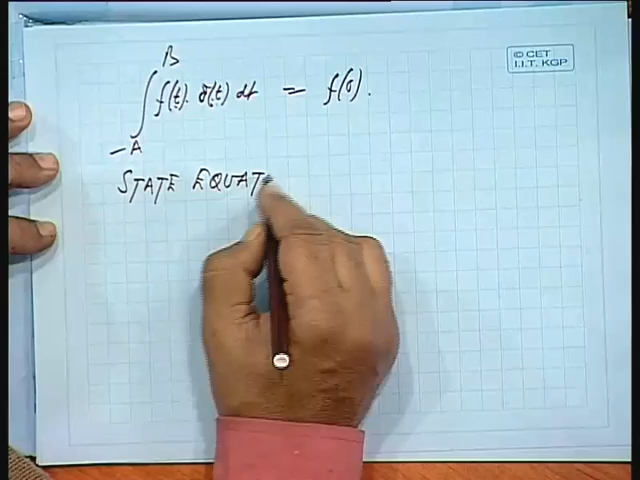 B
∫ f(t). δ(t) dt = f(0).
-A
© CET
I.I.T. KGP
STATE EQUAT